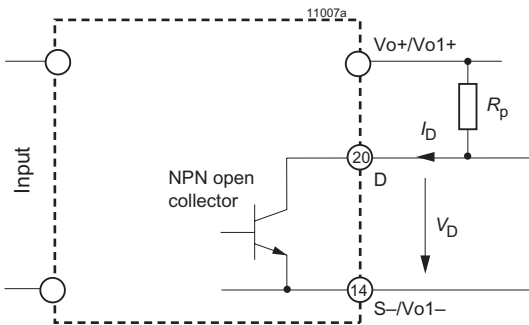 11007a
Vo+/Vo1+
Rp
ID
20
D
Input
NPN open
collector
VD
14
S–/Vo1–